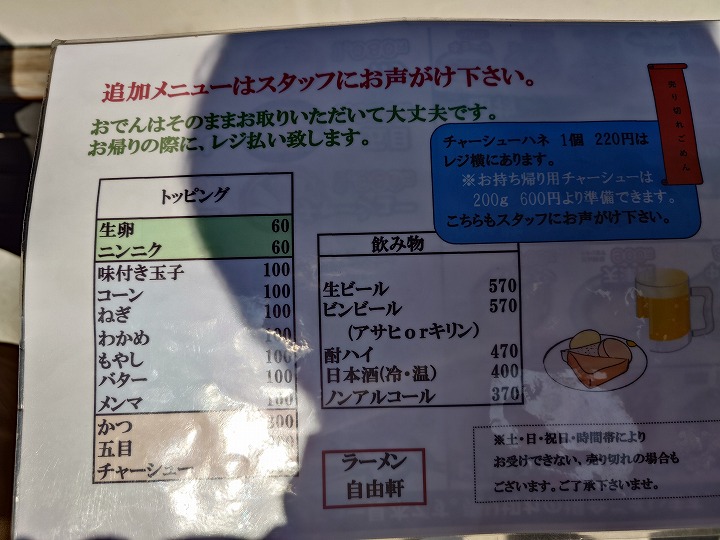 追加メニューはスタッフにお声がけ下さい。
おでんはそのままお取りいただいて大丈夫です。
お帰りの際に、レジ払い致します。
売り切れごめん
チャーシューハネ 1個 220円は
レジ横にあります。
※お持ち帰り用チャーシューは
200g 600円より準備できます。
こちらもスタッフにお声がけ下さい。
トッピング
生卵 60
ニンニク 60
味付き玉子 100
コーン 100
ねぎ 100
わかめ 100
もやし 100
バター 100
メンマ 100
かつ 300
五目
チャーシュー
飲み物
生ビール 570
ビンビール 570
(アサヒorキリン)
酎ハイ 470
日本酒(冷・温) 400
ノンアルコール 370
ラーメン
自由軒
※土・日・祝日・時間帯により
お受けできない、売り切れの場合も
ございます。ご了承下さいませ。